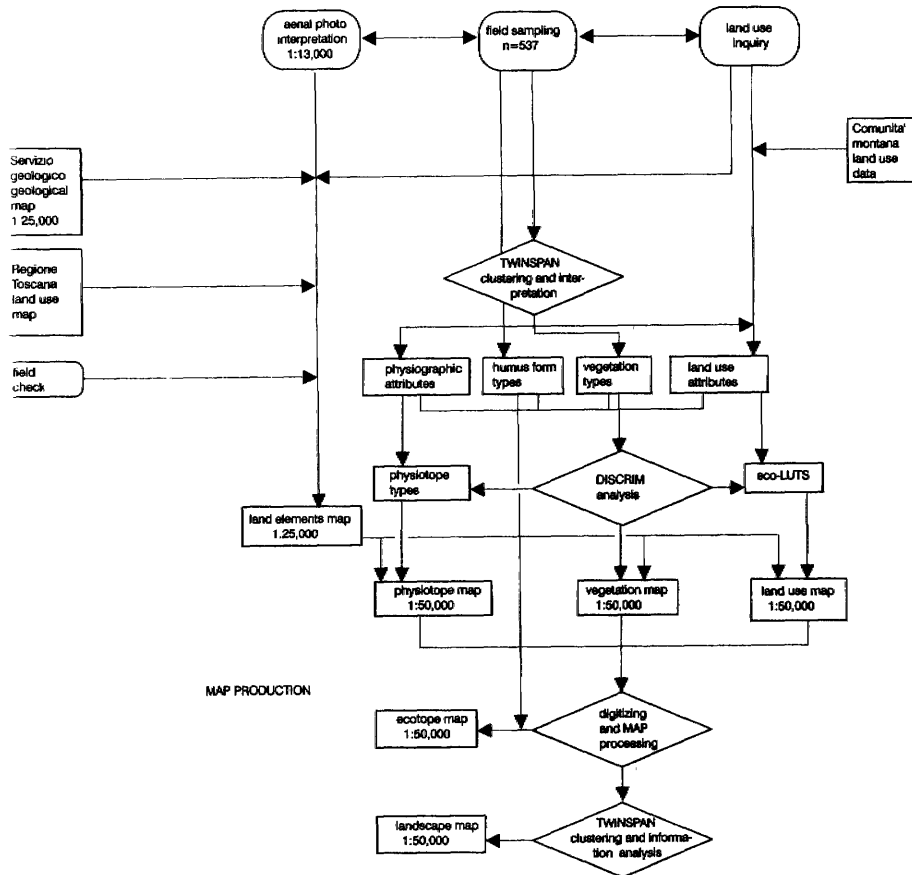 aerial photo
interpretation
1:13,000
field sampling
n=537
land use
inquiry
Servizio
geologico
geological
map
1 25,000
Comunita'
montana
land use
data
Regione
Toscana
land use
map
TWINSPAN
clustering and inter-
pretation
field
check
physiographic
attributes
humus form
types
vegetation
types
land use
attributes
physiotope
types
DISCRIM
analysis
eco-LUTS
land elements map
1.25,000
physiotope map
1:50,000
vegetation map
1:50,000
land use map
1:50,000
MAP PRODUCTION
ecotope map
1:50,000
digitizing
and MAP
processing
landscape map
1:50,000
TWINSPAN
clustering and informa-
tion analysis